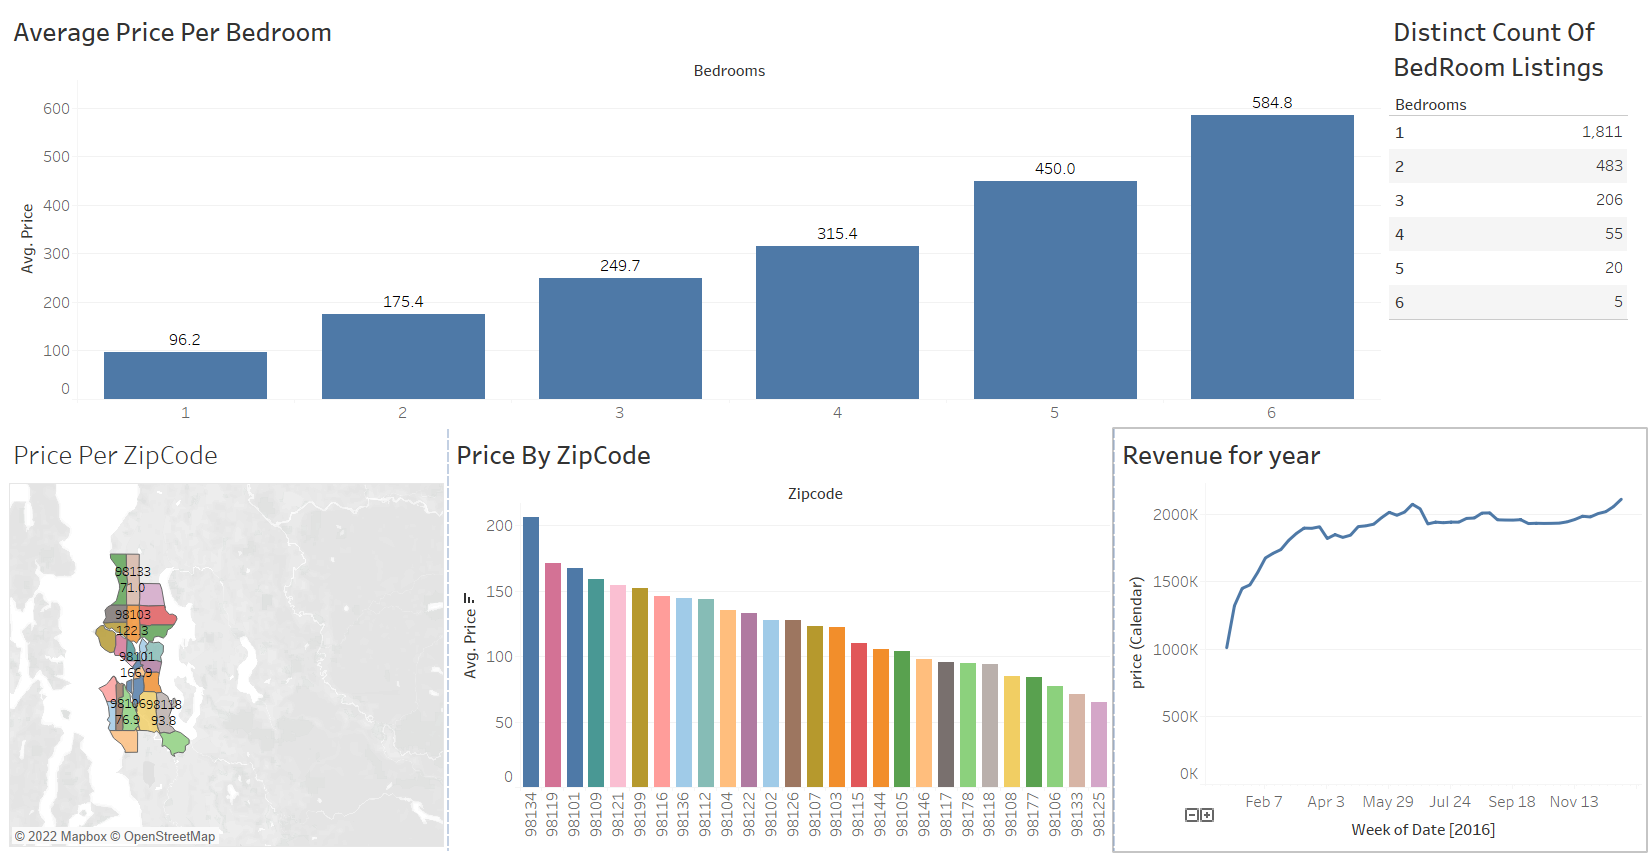 Average Price Per Bedroom
Bedrooms
Avg. Price
600
500
400
300
200
100
0
96.2
175.4
249.7
315.4
450.0
584.8
1
2
3
4
5
6
Distinct Count Of
BedRoom Listings
Bedrooms
1 1,811
2 483
3 206
4 55
5 20
6 5
Price Per ZipCode
98133
71.0
98103
122.3
98101
166.9
98106 98118
76.9 93.8
© 2022 Mapbox © OpenStreetMap
Price By ZipCode
Zipcode
Avg. Price
200
150
100
50
0
98134
98119
98101
98109
98121
98199
98116
98136
98112
98104
98122
98102
98126
98107
98103
98115
98144
98105
98146
98117
98178
98118
98108
98177
98106
98133
98125
Revenue for year
price (Calendar)
2000K
1500K
1000K
500K
0K
Feb 7
Apr 3
May 29
Jul 24
Sep 18
Nov 13
Week of Date [2016]